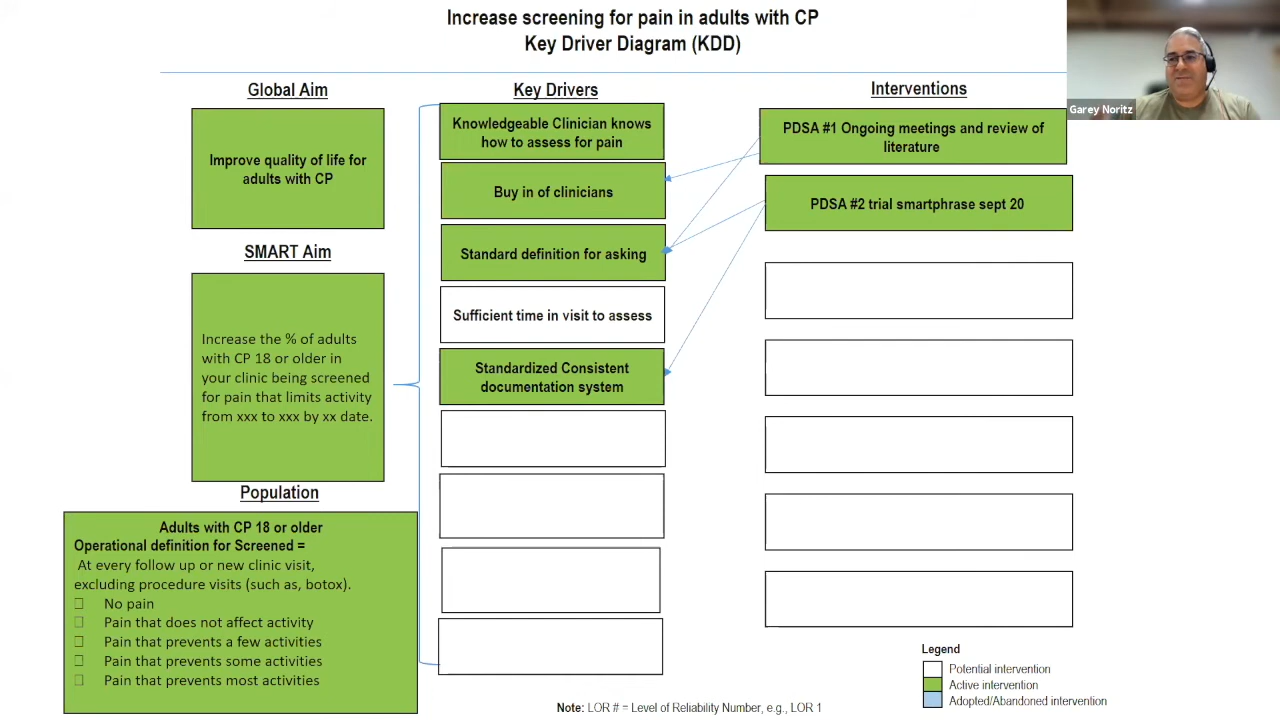 Increase screening for pain in adults with CP
Key Driver Diagram (KDD)
Garey Noritz
Global Aim
Improve quality of life for
adults with CP
SMART Aim
Increase the % of adults
with CP 18 or older in
your clinic being screened
for pain that limits activity
from xxx to xxx by xx date.
Population
Adults with CP 18 or older
Operational definition for Screened =
At every follow up or new clinic visit,
excluding procedure visits (such as, botox).
No pain
Pain that does not affect activity
Pain that prevents a few activities
Pain that prevents some activities
Pain that prevents most activities
Key Drivers
Knowledgeable Clinician knows
how to assess for pain
Buy in of clinicians
Standard definition for asking
Sufficient time in visit to assess
Standardized Consistent
documentation system
Interventions
PDSA #1 Ongoing meetings and review of
literature
PDSA #2 trial smartphrase sept 20
Legend
Potential intervention
Active intervention
Adopted/Abandoned intervention
Note: LOR # = Level of Reliability Number, e.g., LOR 1